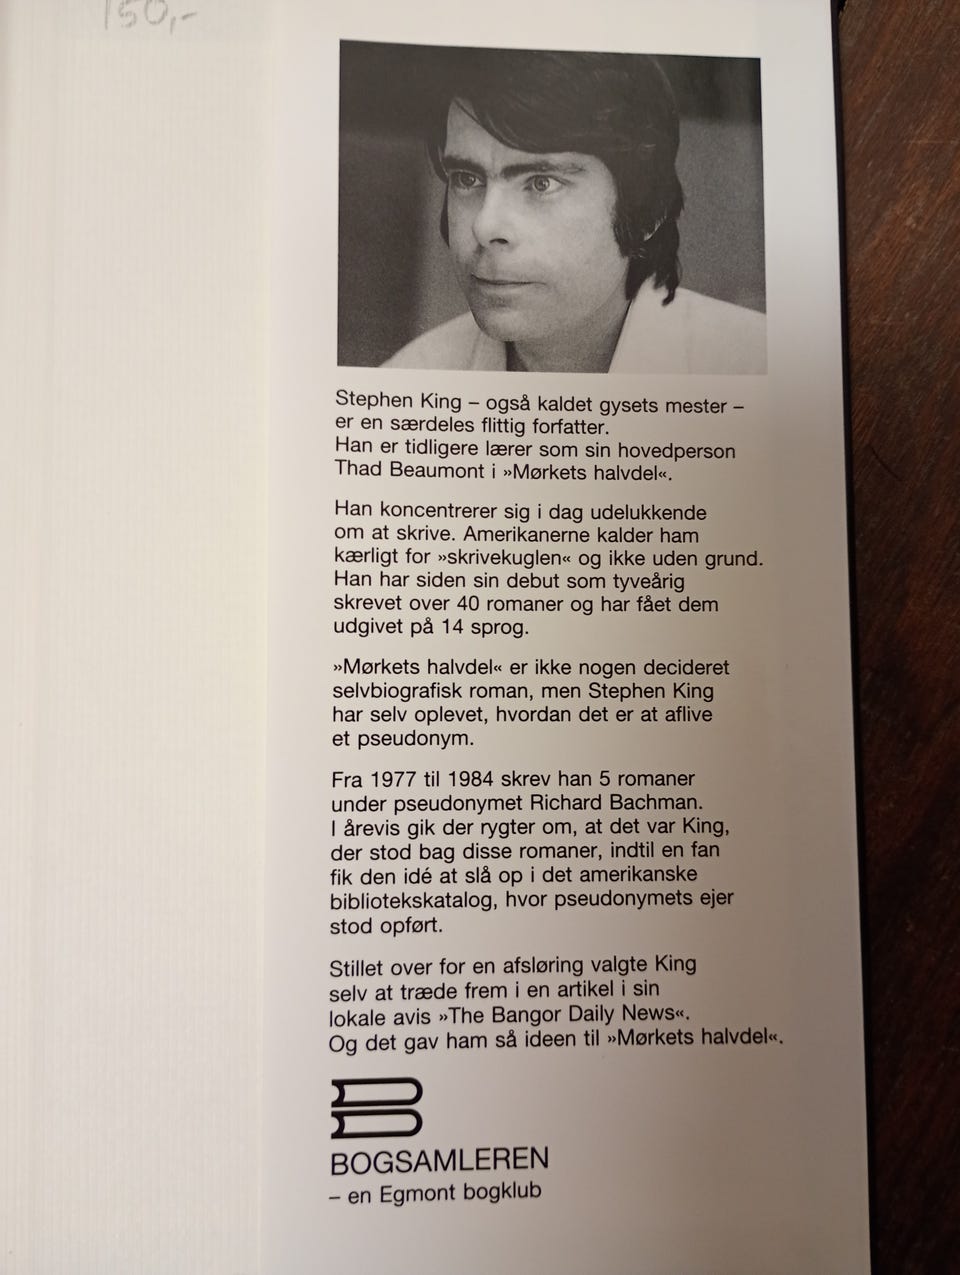 150,-
Stephen King – også kaldet gysets mester –
er en særdeles flittig forfatter.
Han er tidligere lærer som sin hovedperson
Thad Beaumont i »Mørkets halvdel«.
Han koncentrerer sig i dag udelukkende
om at skrive. Amerikanerne kalder ham
kærligt for »skrivekuglen« og ikke uden grund.
Han har siden sin debut som tyveårig
skrevet over 40 romaner og har fået dem
udgivet på 14 sprog.
»Mørkets halvdel« er ikke nogen decideret
selvbiografisk roman, men Stephen King
har selv oplevet, hvordan det er at aflive
et pseudonym.
Fra 1977 til 1984 skrev han 5 romaner
under pseudonymet Richard Bachman.
I årevis gik der rygter om, at det var King,
der stod bag disse romaner, indtil en fan
fik den idé at slå op i det amerikanske
bibliotekskatalog, hvor pseudonymets ejer
stod opført.
Stillet over for en afsløring valgte King
selv at træde frem i en artikel i sin
lokale avis »The Bangor Daily News«.
Og det gav ham så ideen til »Mørkets halvdel«.
BOGSAMLEREN
– en Egmont bogklub